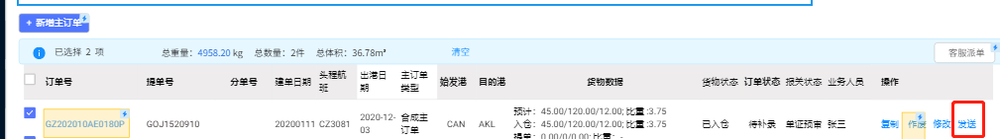 + 新增主订单
已选择 2 项 总重量：4958.20 kg 总数量：2件 总体积：36.78m³ 清空 客服派单
订单号 提单号 分单号 建单日期 头程航班 出港日期 主订单类型 始发港 目的港 货物数据 货物状态 订单状态 报关状态 业务人员 操作
GZ202010AE0180P GOJ1520910 20200111 CZ3081 2020-12-03 合成主订单 CAN AKL 预计：45.00/120.00/12.00; 比重 :3.75
入仓：45.00/120.00/12.00; 比重 :3.75
提单：0.00/0.00/0.00; 比重：-
已入仓 待补录 单证预审 张三 复制 作废 修改 发送